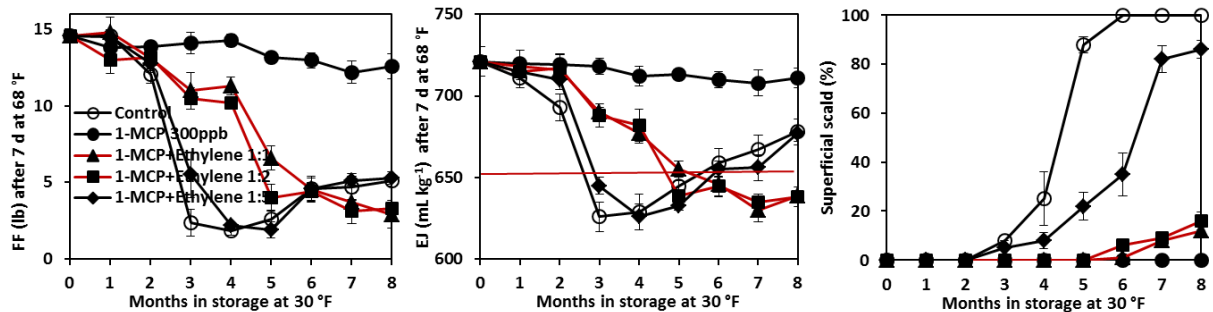 15
10
5
0
FF (lb) after 7 d at 68 °F
Control
1-MCP 300ppb
1-MCP+Ethylene 1:1
1-MCP+Ethylene 1:2
1-MCP+Ethylene 1:3
0 1 2 3 4 5 6 7 8
Months in storage at 30 °F
750
700
650
600
EJ (mL kg⁻¹) after 7 d at 68 °F
0 1 2 3 4 5 6 7 8
Months in storage at 30 °F
100
80
60
40
20
0
Superficial scald (%)
0 1 2 3 4 5 6 7 8
Months in storage at 30 °F